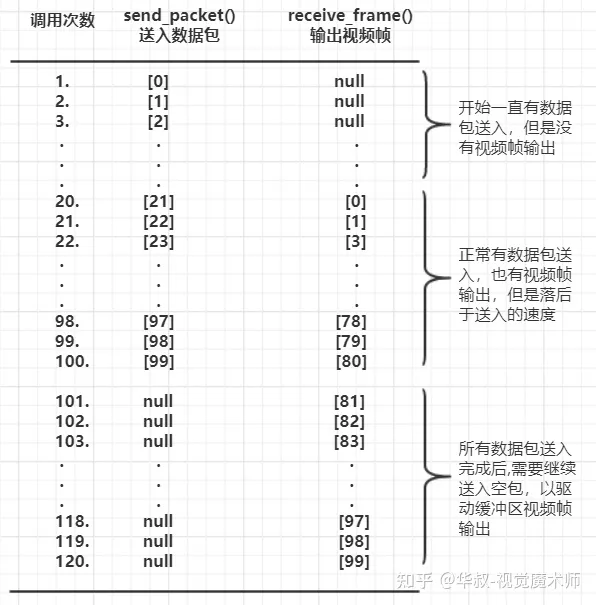 调用次数 send_packet() receive_frame()
送入数据包 输出视频帧
1. [0] null
2. [1] null
3. [2] null
. . .
. . .
. . .
20. [21] [0]
21. [22] [1]
22. [23] [3]
. . .
. . .
. . .
98. [97] [78]
99. [98] [79]
100. [99] [80]
101. null [81]
102. null [82]
103. null [83]
. . .
. . .
. . .
118. null [97]
119. null [98]
120. null [99]
开始一直有数据
包送入，但是没
有视频帧输出
正常有数据包送
入，也有视频帧
输出，但是落后
于送入的速度
所有数据包送入
完成后,需要继续
送入空包，以驱
动缓冲区视频帧
输出
知乎 @华叔-视觉魔术师